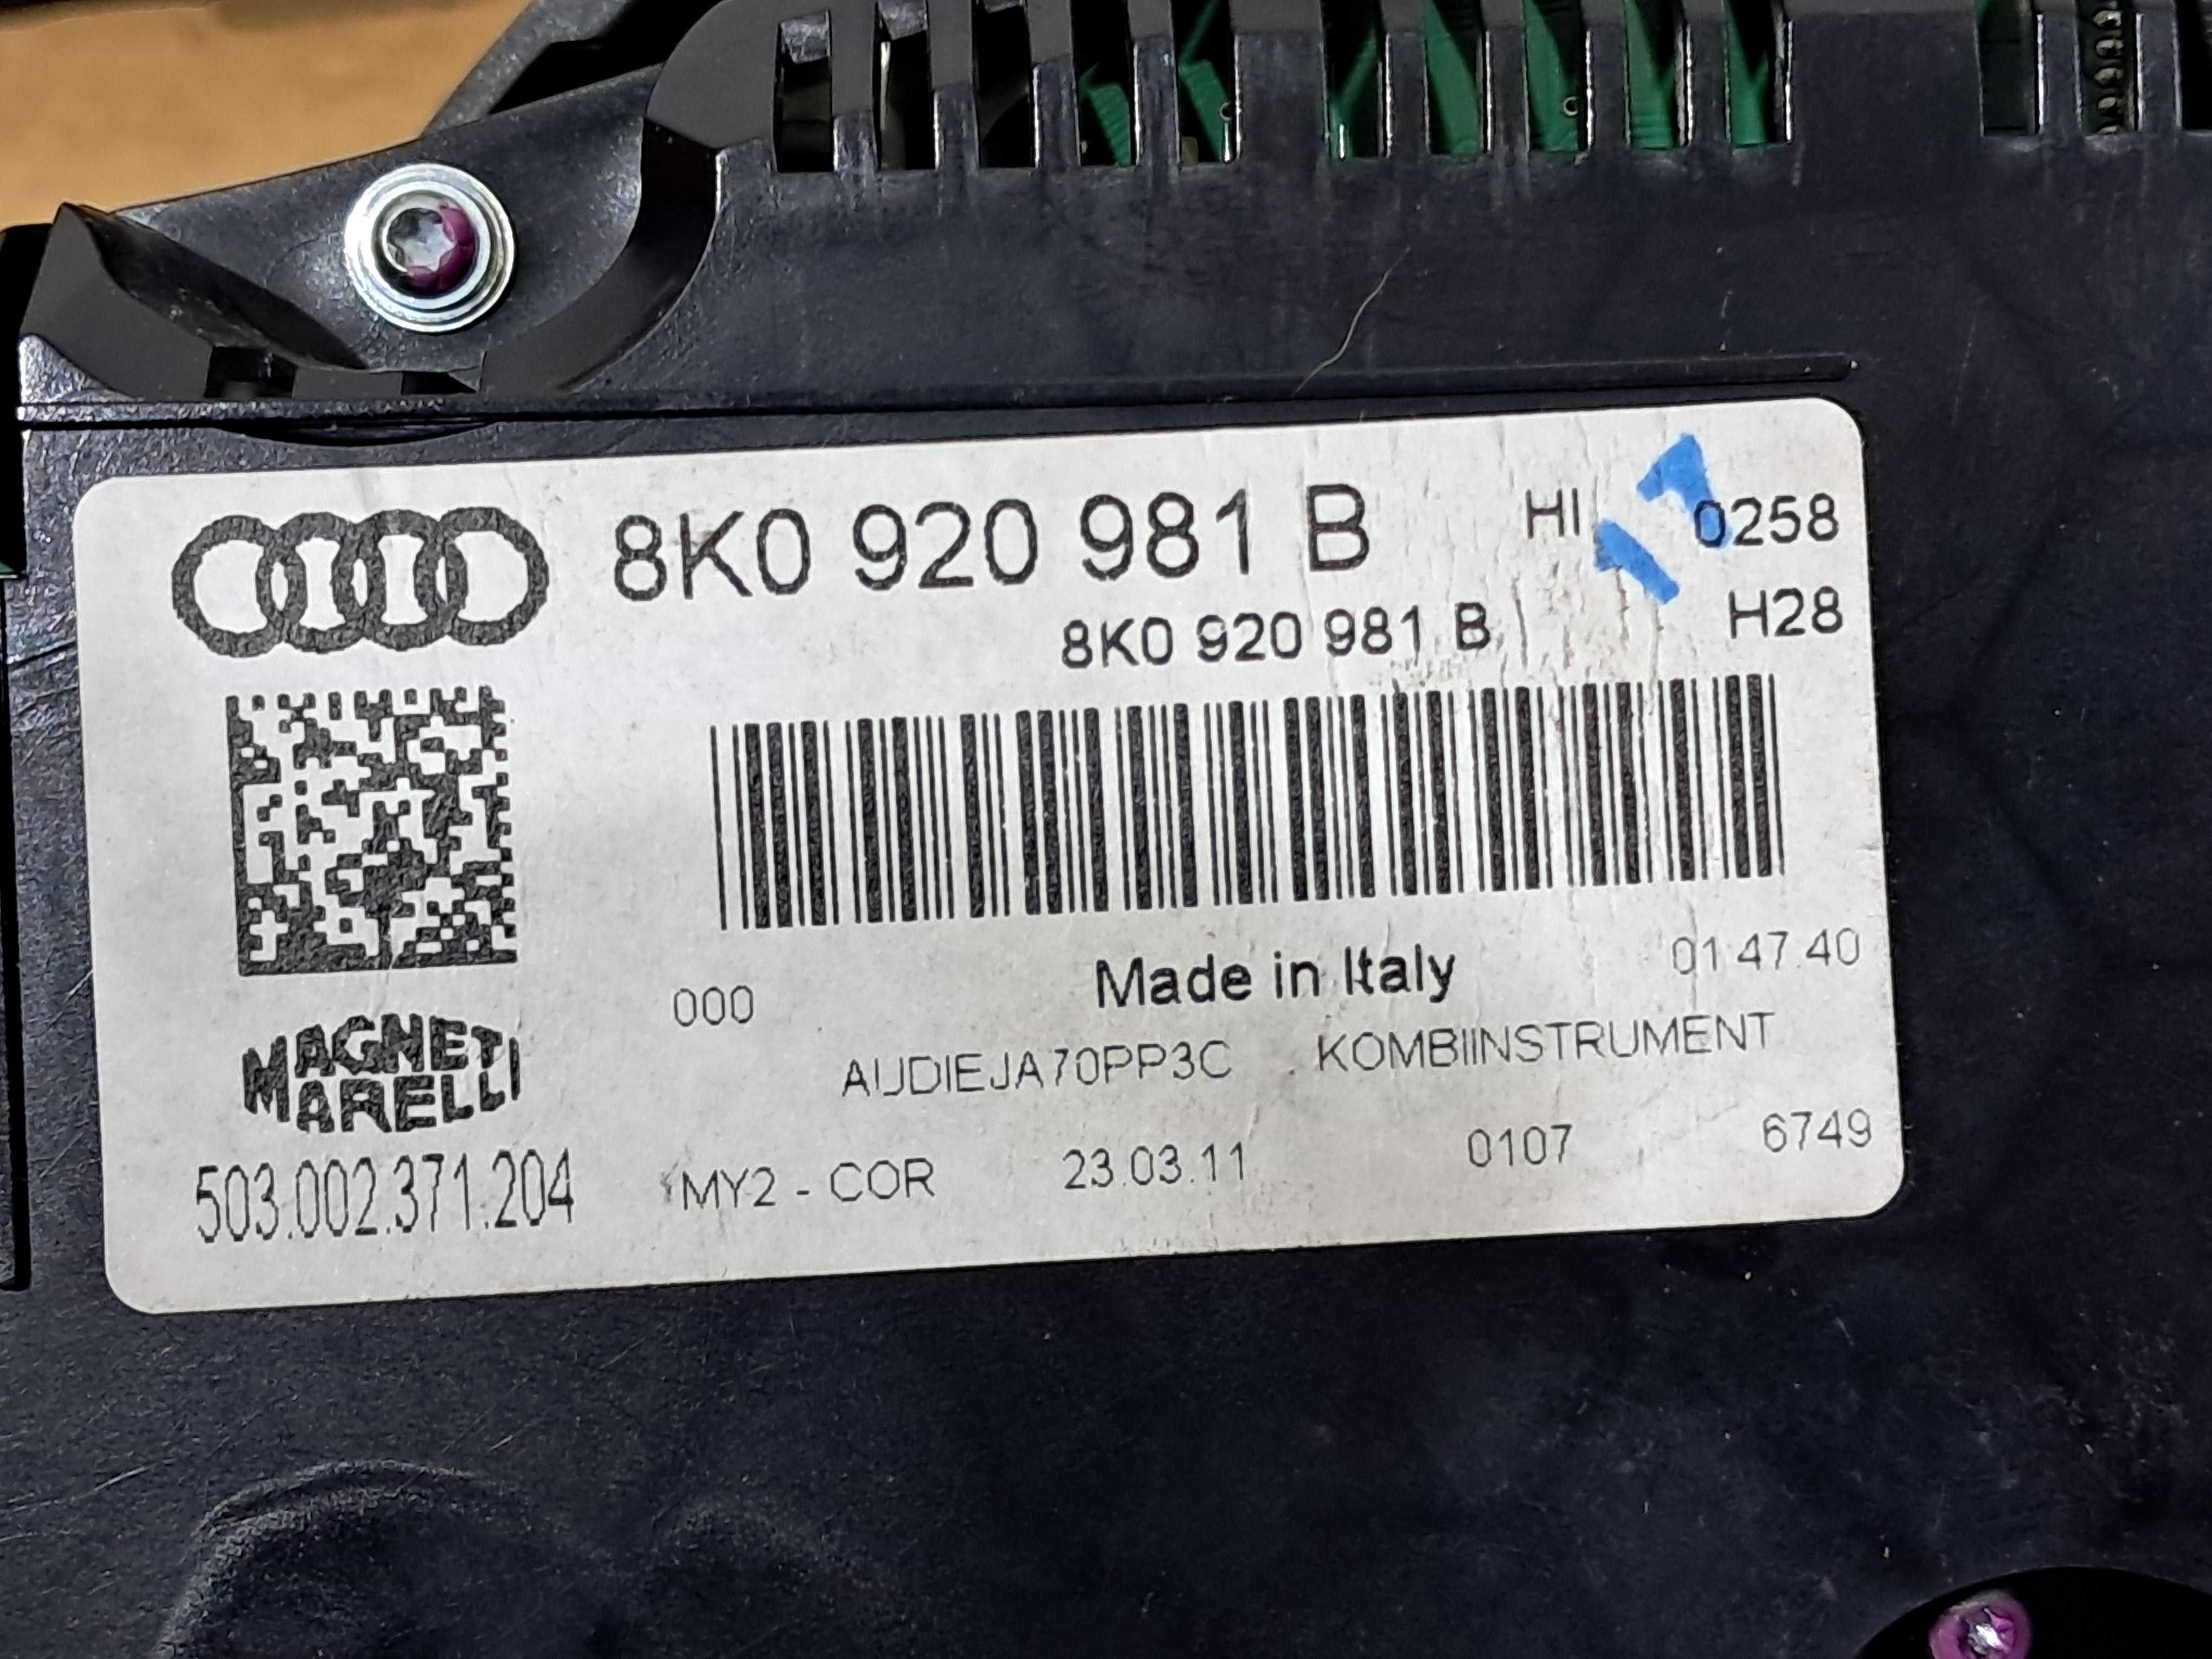 8K0 920 981 B HI 0258
8K0 920 981 B H28
MAGNETI
MARELLI
503.002.371.204
000 Made in Italy 01 47 40
AUDIEJA70PP3C KOMBIINSTRUMENT
MY2 - COR 23.03.11 0107 6749